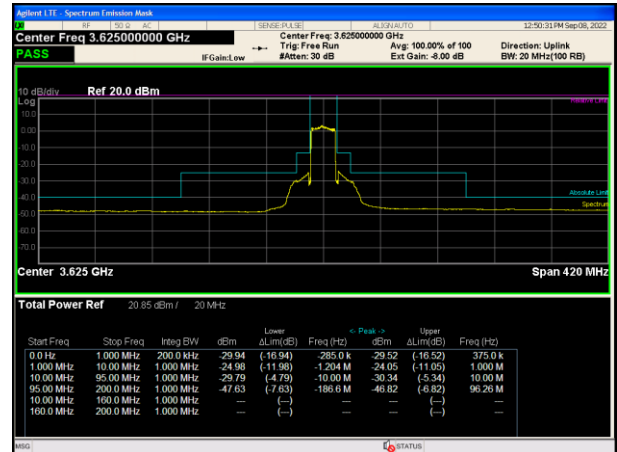 Agilent LTE - Spectrum Emission Mask
RF 50 Ω AC SENSE:PULSE ALIGN AUTO 12:50:31 PM Sep 08, 2022
Center Freq 3.625000000 GHz Center Freq: 3.625000000 GHz
Trig: Free Run Avg: 100.00% of 100 Direction: Uplink
PASS IFGain:Low #Atten: 30 dB Ext Gain: -8.00 dB BW: 20 MHz(100 RB)
10 dB/div Ref 20.0 dBm
Log Relative Limit
10.0
0.00
-10.0
-20.0
-30.0
Absolute Limit
-40.0
Spectrum
-50.0
-60.0
-70.0
Center 3.625 GHz Span 420 MHz
Total Power Ref 20.85 dBm / 20 MHz
Lower <- Peak -> Upper
Start Freq Stop Freq Integ BW dBm ΔLim(dB) Freq (Hz) dBm ΔLim(dB) Freq (Hz)
0.0 Hz 1.000 MHz 200.0 kHz -29.94 (-16.94) -285.0 k -29.52 (-16.52) 375.0 k
1.000 MHz 10.00 MHz 1.000 MHz -24.98 (-11.98) -1.204 M -24.05 (-11.05) 1.000 M
10.00 MHz 95.00 MHz 1.000 MHz -29.79 (-4.79) -10.00 M -30.34 (-5.34) 10.00 M
95.00 MHz 200.0 MHz 1.000 MHz -47.63 (-7.63) -186.6 M -46.82 (-6.82) 96.26 M
10.00 MHz 160.0 MHz 1.000 MHz --- (---) --- (---)
160.0 MHz 200.0 MHz 1.000 MHz --- (---) --- (---)
MSG STATUS